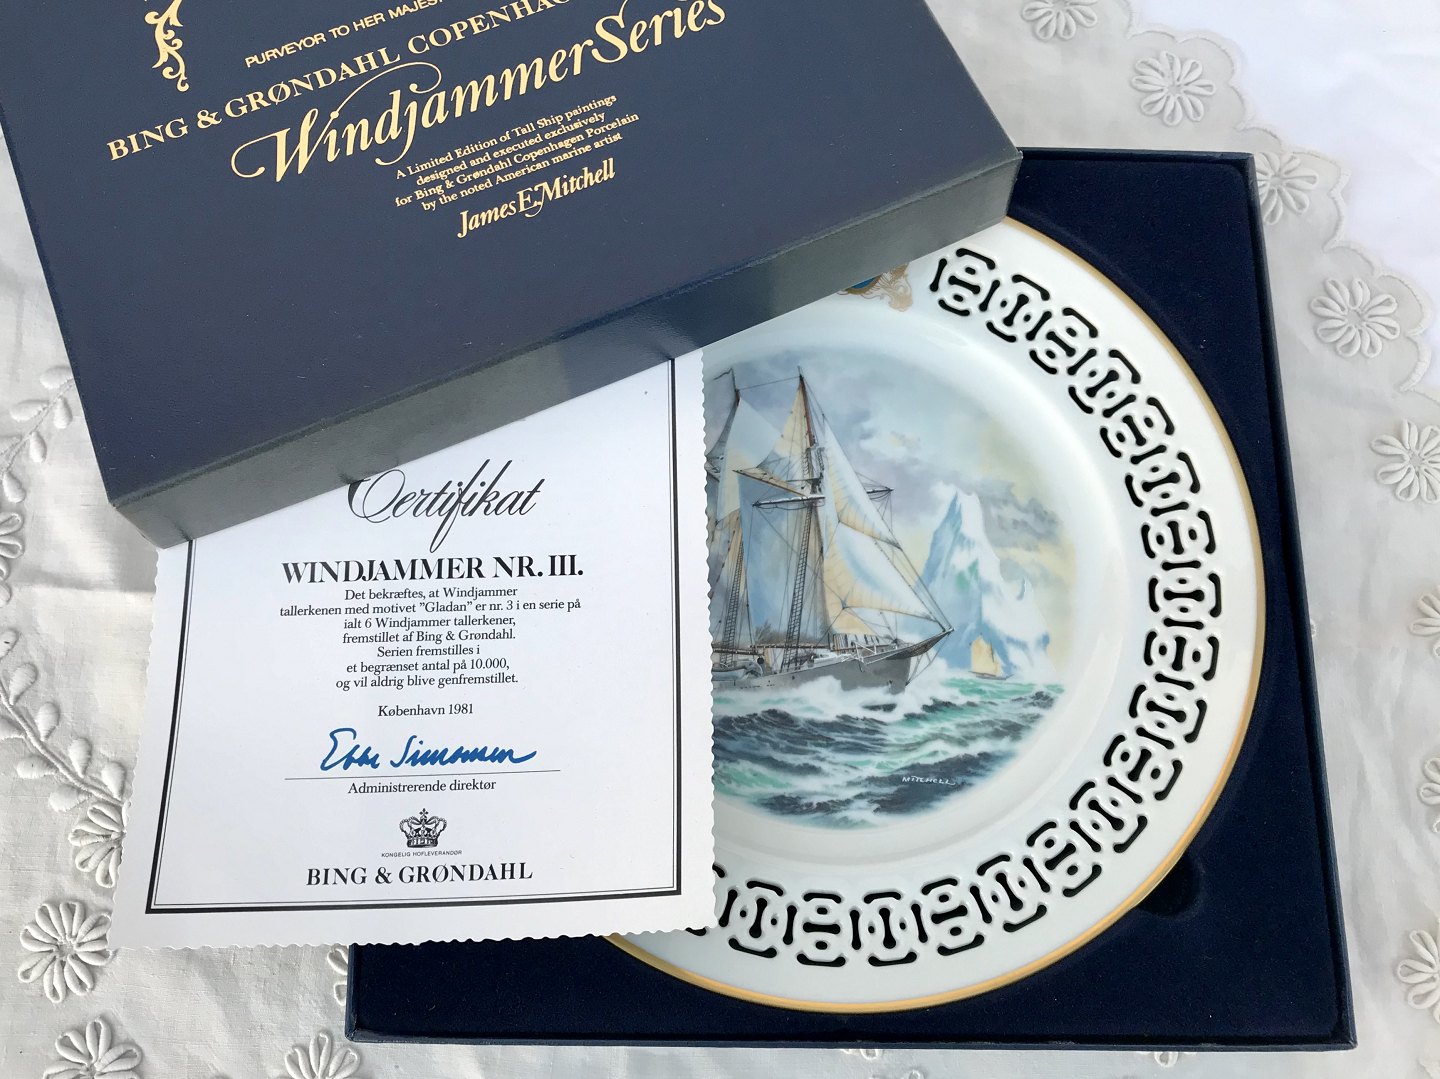 PURVEYOR TO HER
BING & GRØNDAHL
Windjammer Series
A Limited Edition of Tall Ship paintings
designed and executed exclusively
for Bing & Grøndahl Copenhagen Porcelain
by the noted American marine artist
James E. Mitchell
Certifikat
WINDJAMMER NR. III.
Det bekræftes, at Windjammer
tallerkenen med motivet "Gladan" er nr. 3 i en serie på
ialt 6 Windjammer tallerkener,
fremstillet af Bing & Grøndahl.
Serien fremstilles i
et begrænset antal på 10.000,
og vil aldrig blive genfremstillet.
København 1981
Ebbe Simonsen
Administrerende direktør
KONGELIG HOFLEVERANDØR
BING & GRØNDAHL
MITCHELL